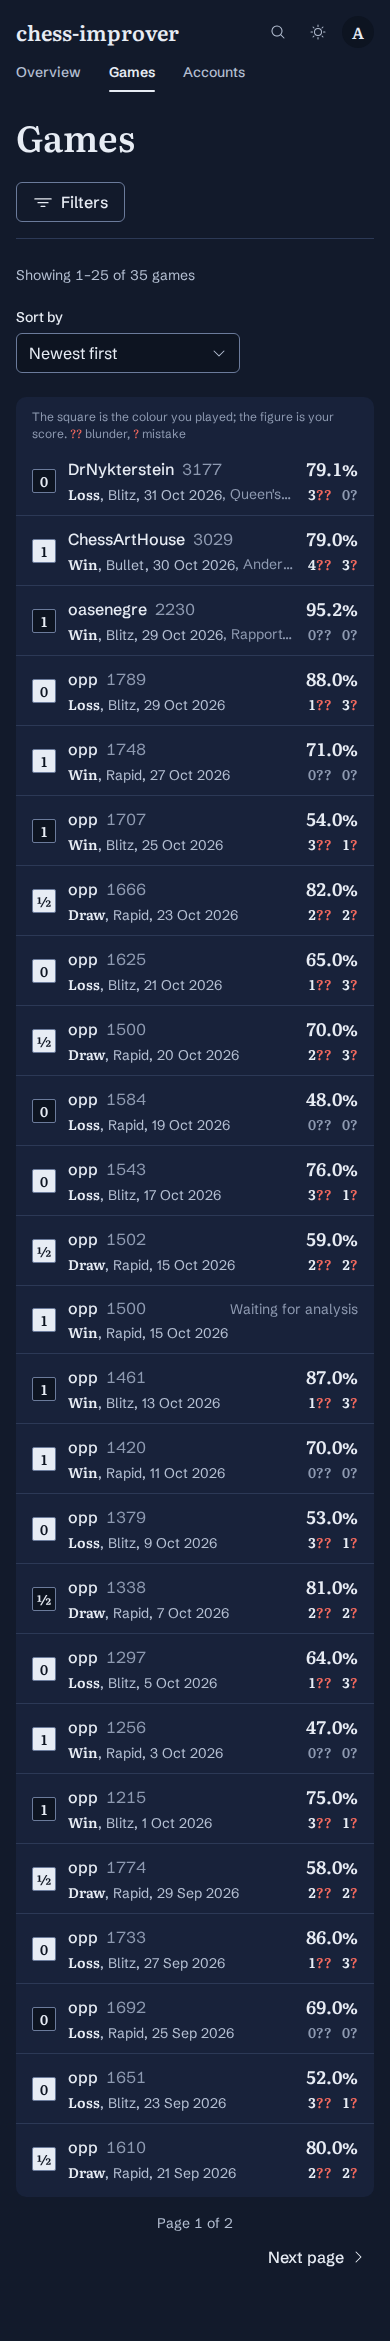 chess-improver
A
Overview Games Accounts
Games
Filters
Showing 1–25 of 35 games
Sort by
Newest first
The square is the colour you played; the figure is your
score. ?? blunder, ? mistake
0 DrNykterstein 3177 79.1%
Loss, Blitz, 31 Oct 2026, Queen's... 3?? 0?
1 ChessArtHouse 3029 79.0%
Win, Bullet, 30 Oct 2026, Ander... 4?? 3?
1 oasenegre 2230 95.2%
Win, Blitz, 29 Oct 2026, Rapport... 0?? 0?
0 opp 1789 88.0%
Loss, Blitz, 29 Oct 2026 1?? 3?
1 opp 1748 71.0%
Win, Rapid, 27 Oct 2026 0?? 0?
1 opp 1707 54.0%
Win, Blitz, 25 Oct 2026 3?? 1?
½ opp 1666 82.0%
Draw, Rapid, 23 Oct 2026 2?? 2?
0 opp 1625 65.0%
Loss, Blitz, 21 Oct 2026 1?? 3?
½ opp 1500 70.0%
Draw, Rapid, 20 Oct 2026 2?? 3?
0 opp 1584 48.0%
Loss, Rapid, 19 Oct 2026 0?? 0?
0 opp 1543 76.0%
Loss, Blitz, 17 Oct 2026 3?? 1?
½ opp 1502 59.0%
Draw, Rapid, 15 Oct 2026 2?? 2?
1 opp 1500 Waiting for analysis
Win, Rapid, 15 Oct 2026
1 opp 1461 87.0%
Win, Blitz, 13 Oct 2026 1?? 3?
1 opp 1420 70.0%
Win, Rapid, 11 Oct 2026 0?? 0?
0 opp 1379 53.0%
Loss, Blitz, 9 Oct 2026 3?? 1?
½ opp 1338 81.0%
Draw, Rapid, 7 Oct 2026 2?? 2?
0 opp 1297 64.0%
Loss, Blitz, 5 Oct 2026 1?? 3?
1 opp 1256 47.0%
Win, Rapid, 3 Oct 2026 0?? 0?
1 opp 1215 75.0%
Win, Blitz, 1 Oct 2026 3?? 1?
½ opp 1774 58.0%
Draw, Rapid, 29 Sep 2026 2?? 2?
0 opp 1733 86.0%
Loss, Blitz, 27 Sep 2026 1?? 3?
0 opp 1692 69.0%
Loss, Rapid, 25 Sep 2026 0?? 0?
0 opp 1651 52.0%
Loss, Blitz, 23 Sep 2026 3?? 1?
½ opp 1610 80.0%
Draw, Rapid, 21 Sep 2026 2?? 2?
Page 1 of 2
Next page